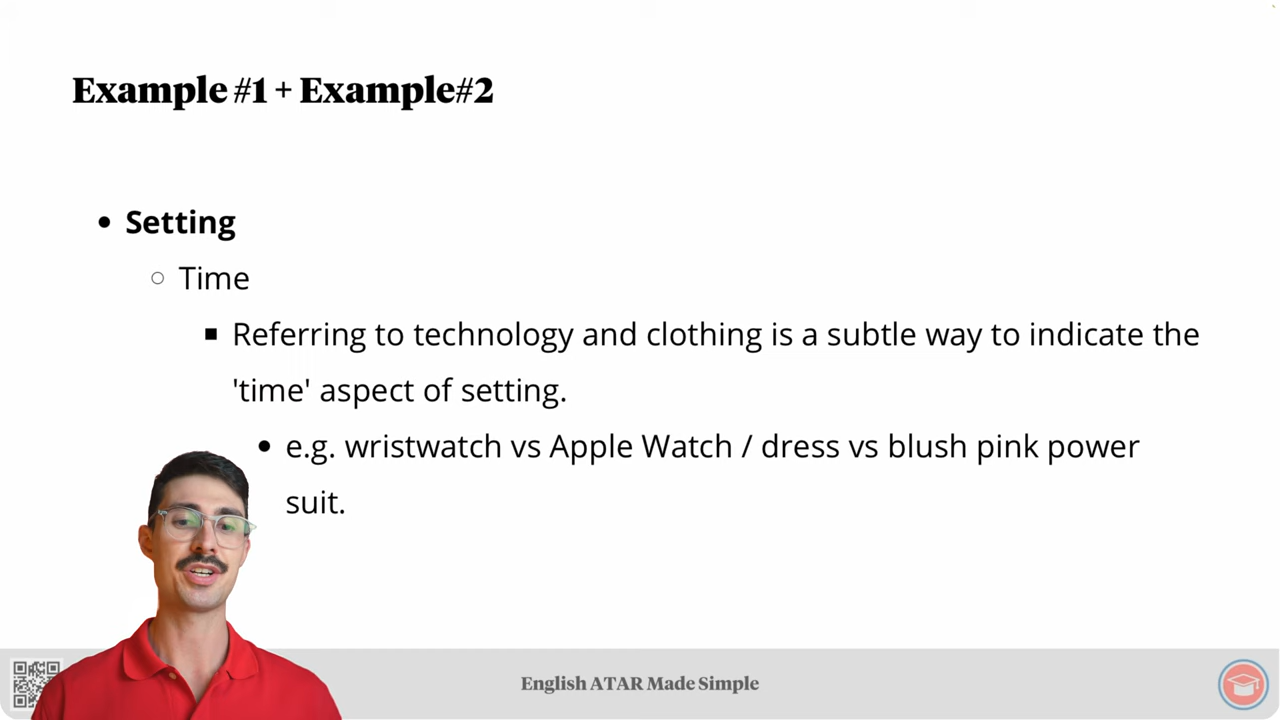 Example #1 + Example#2
Setting
Time
Referring to technology and clothing is a subtle way to indicate the
'time' aspect of setting.
e.g. wristwatch vs Apple Watch / dress vs blush pink power
suit.
English ATAR Made Simple